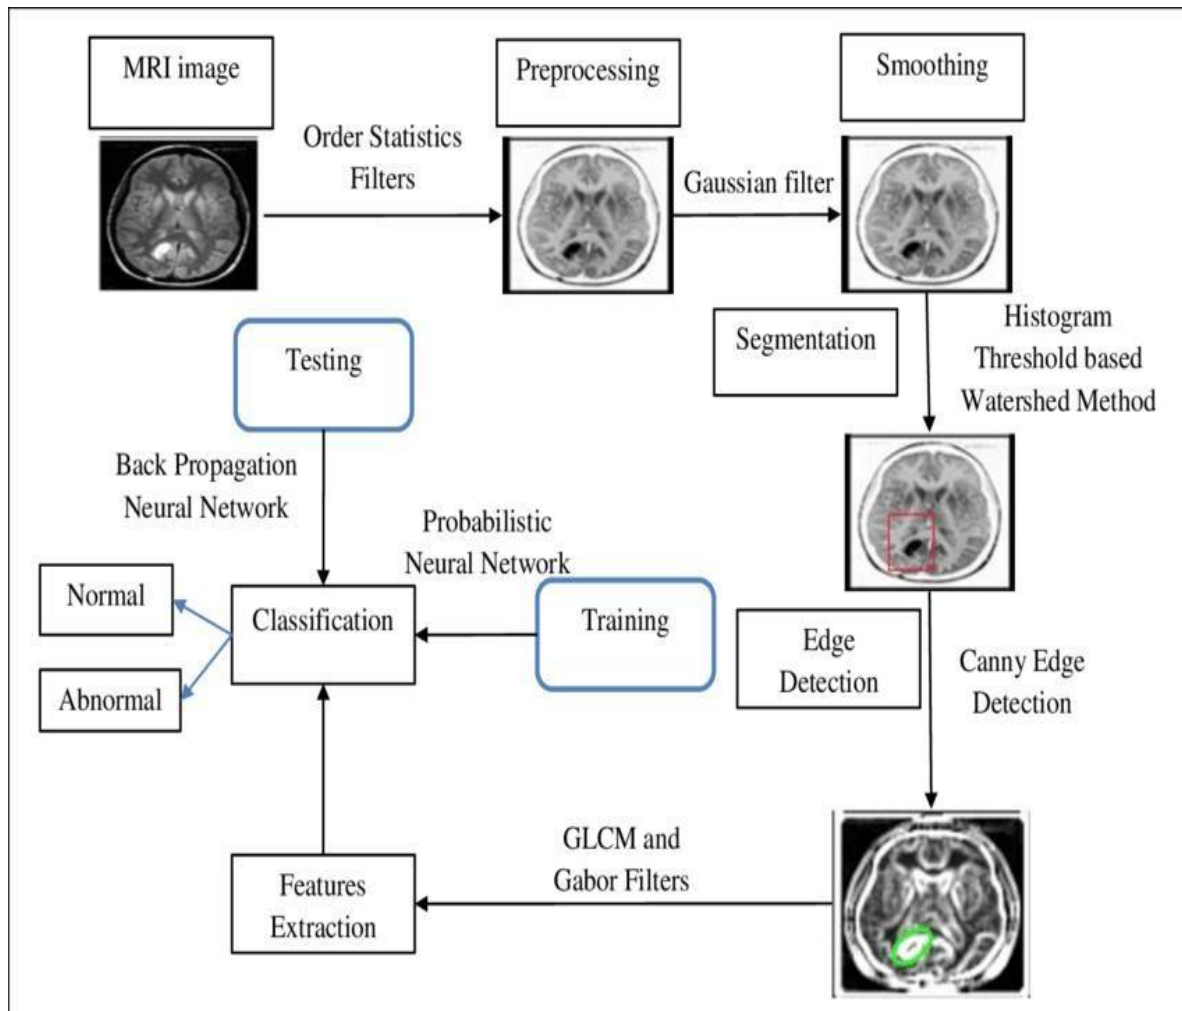 MRI image
Preprocessing
Smoothing
Order Statistics
Filters
Gaussian filter
Segmentation
Histogram
Threshold based
Watershed Method
Testing
Back Propagation
Neural Network
Probabilistic
Neural Network
Normal
Classification
Training
Abnormal
Edge
Detection
Canny Edge
Detection
GLCM and
Gabor Filters
Features
Extraction